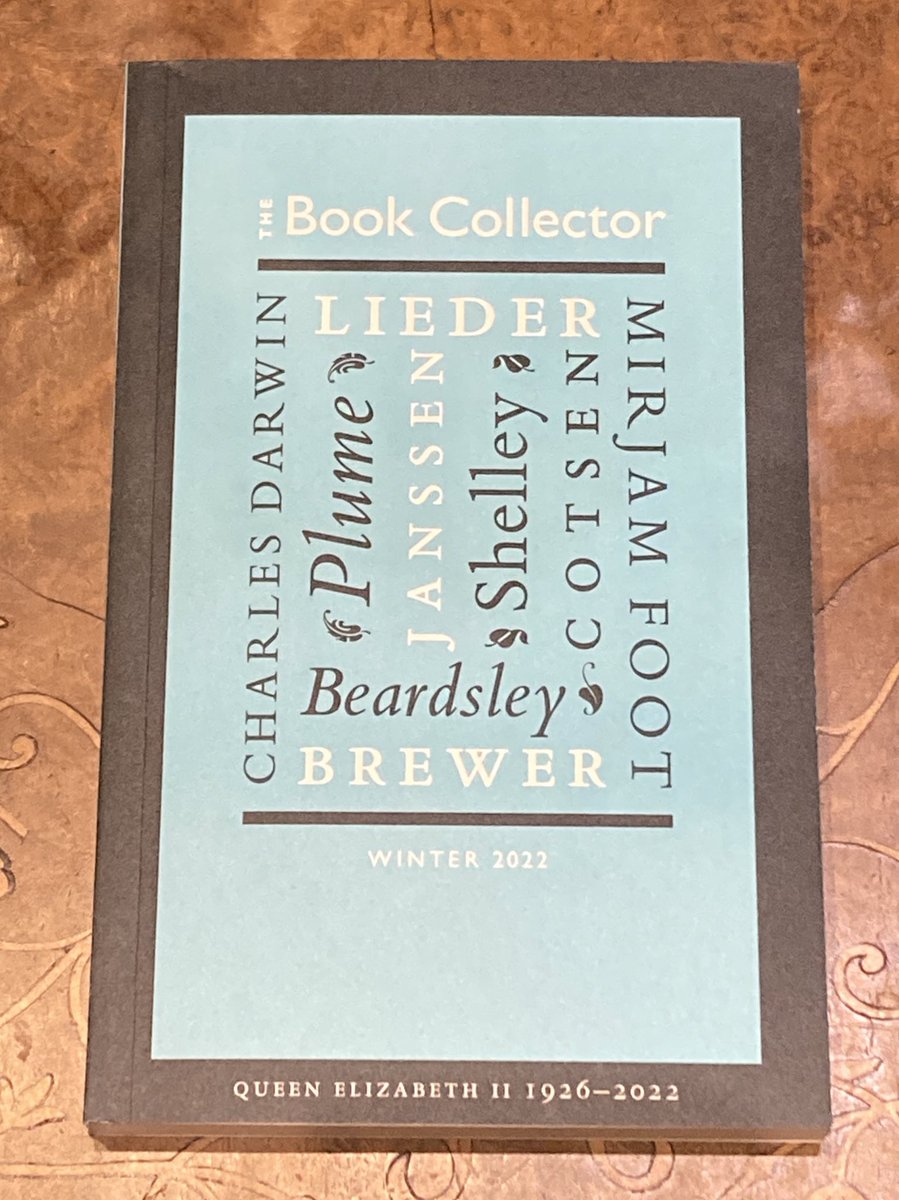 THE Book Collector
CHARLES DARWIN
LIEDER
Plume
JANSSEN
Shelley
COTSEN
MIRJAM FOOT
Beardsley
BREWER
WINTER 2022
QUEEN ELIZABETH II 1926–2022